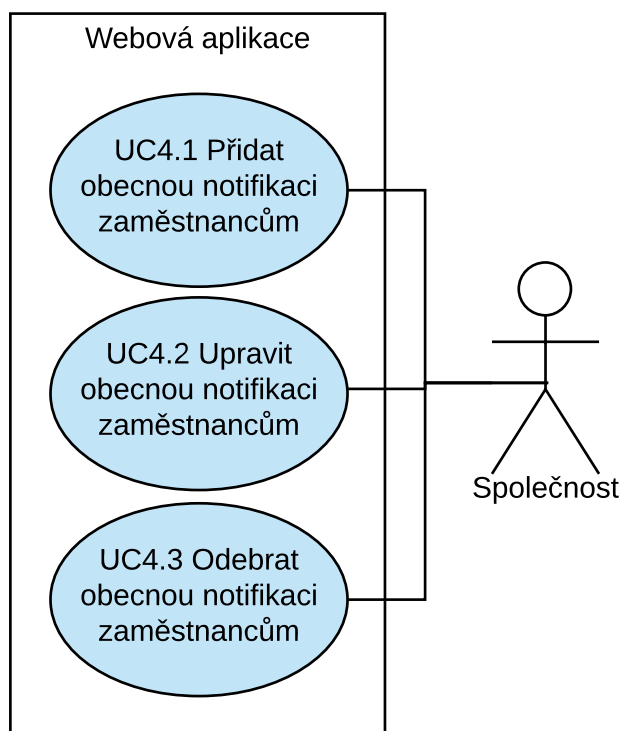 Webová aplikace
UC4.1 Přidat
obecnou notifikaci
zaměstnancům
UC4.2 Upravit
obecnou notifikaci
zaměstnancům
Společnost
UC4.3 Odebrat
obecnou notifikaci
zaměstnancům